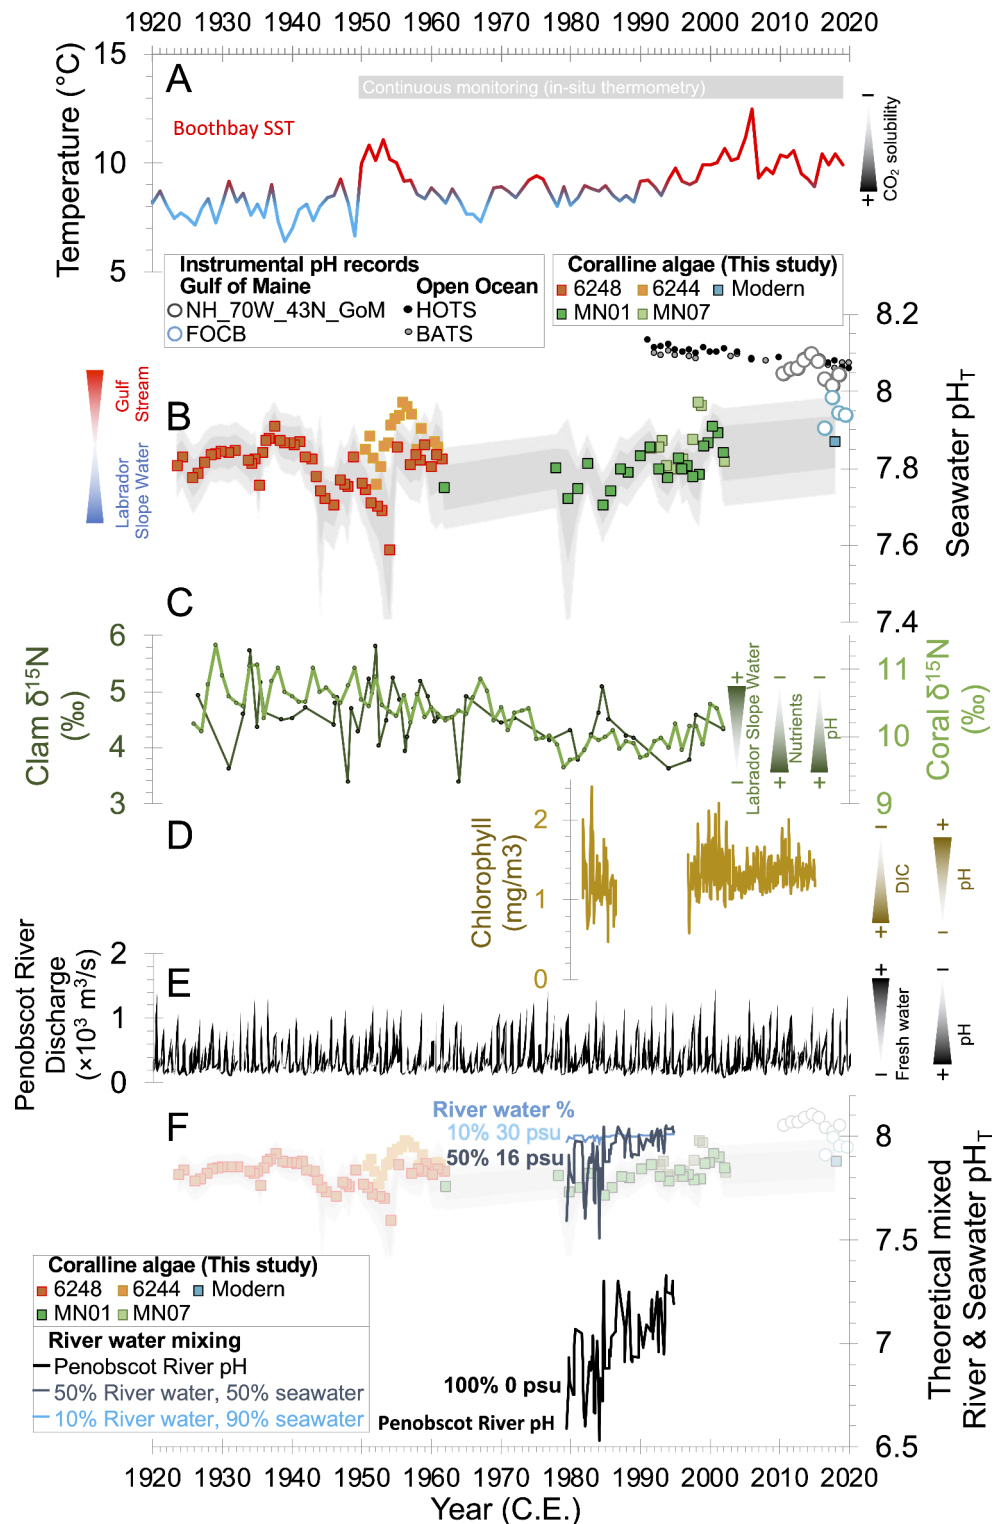 1920 1930 1940 1950 1960 1970 1980 1990 2000 2010 2020
15
10
5
Temperature (°C)
A
Continuous monitoring (in-situ thermometry)
Boothbay SST
−
CO2 solubility
+
Instrumental pH records
Gulf of Maine Open Ocean
NH_70W_43N_GoM HOTS
FOCB BATS
Coralline algae (This study)
6248 6244 Modern
MN01 MN07
8.2
8
7.8
7.6
7.4
Seawater pHT
B
Gulf
Stream
Labrador
Slope Water
C
6
5
4
3
Clam δ15N
(‰)
11
10
9
Coral δ15N
(‰)
+
Labrador Slope Water
−
−
Nutrients
+
−
pH
+
D
Chlorophyll
(mg/m3)
2
1
0
−
DIC
+
+
pH
−
Penobscot River
Discharge
(×10³ m³/s)
2
1
0
E
+
Fresh water
−
−
pH
+
F
River water %
10% 30 psu
50% 16 psu
8
7.5
7
6.5
Theoretical mixed
River & Seawater pHT
Coralline algae (This study)
6248 6244 Modern
MN01 MN07
River water mixing
Penobscot River pH
50% River water, 50% seawater
10% River water, 90% seawater
100% 0 psu
Penobscot River pH
1920 1930 1940 1950 1960 1970 1980 1990 2000 2010 2020
Year (C.E.)